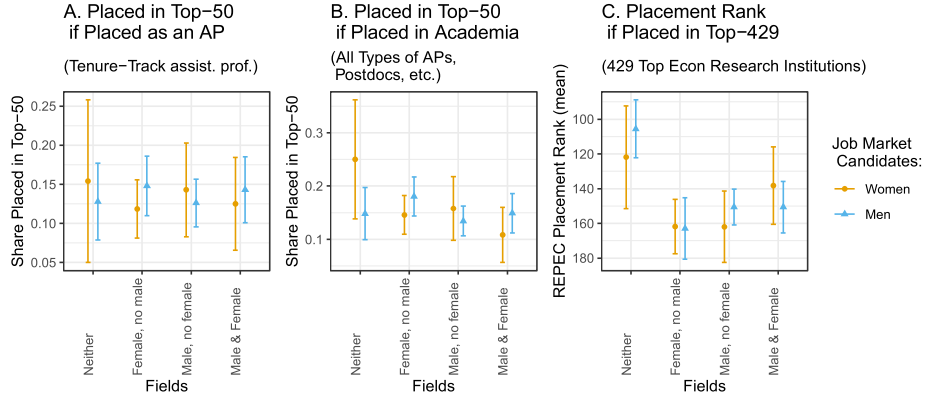 A. Placed in Top−50
if Placed as an AP
(Tenure−Track assist. prof.)
Share Placed in Top−50
0.25
0.20
0.15
0.10
0.05
Neither
Female, no male
Male, no female
Male & Female
Fields
B. Placed in Top−50
if Placed in Academia
(All Types of APs,
Postdocs, etc.)
Share Placed in Top−50
0.3
0.2
0.1
Neither
Female, no male
Male, no female
Male & Female
Fields
C. Placement Rank
if Placed in Top−429
(429 Top Econ Research Institutions)
REPEC Placement Rank (mean)
100
120
140
160
180
Neither
Female, no male
Male, no female
Male & Female
Fields
Job Market
Candidates:
Women
Men